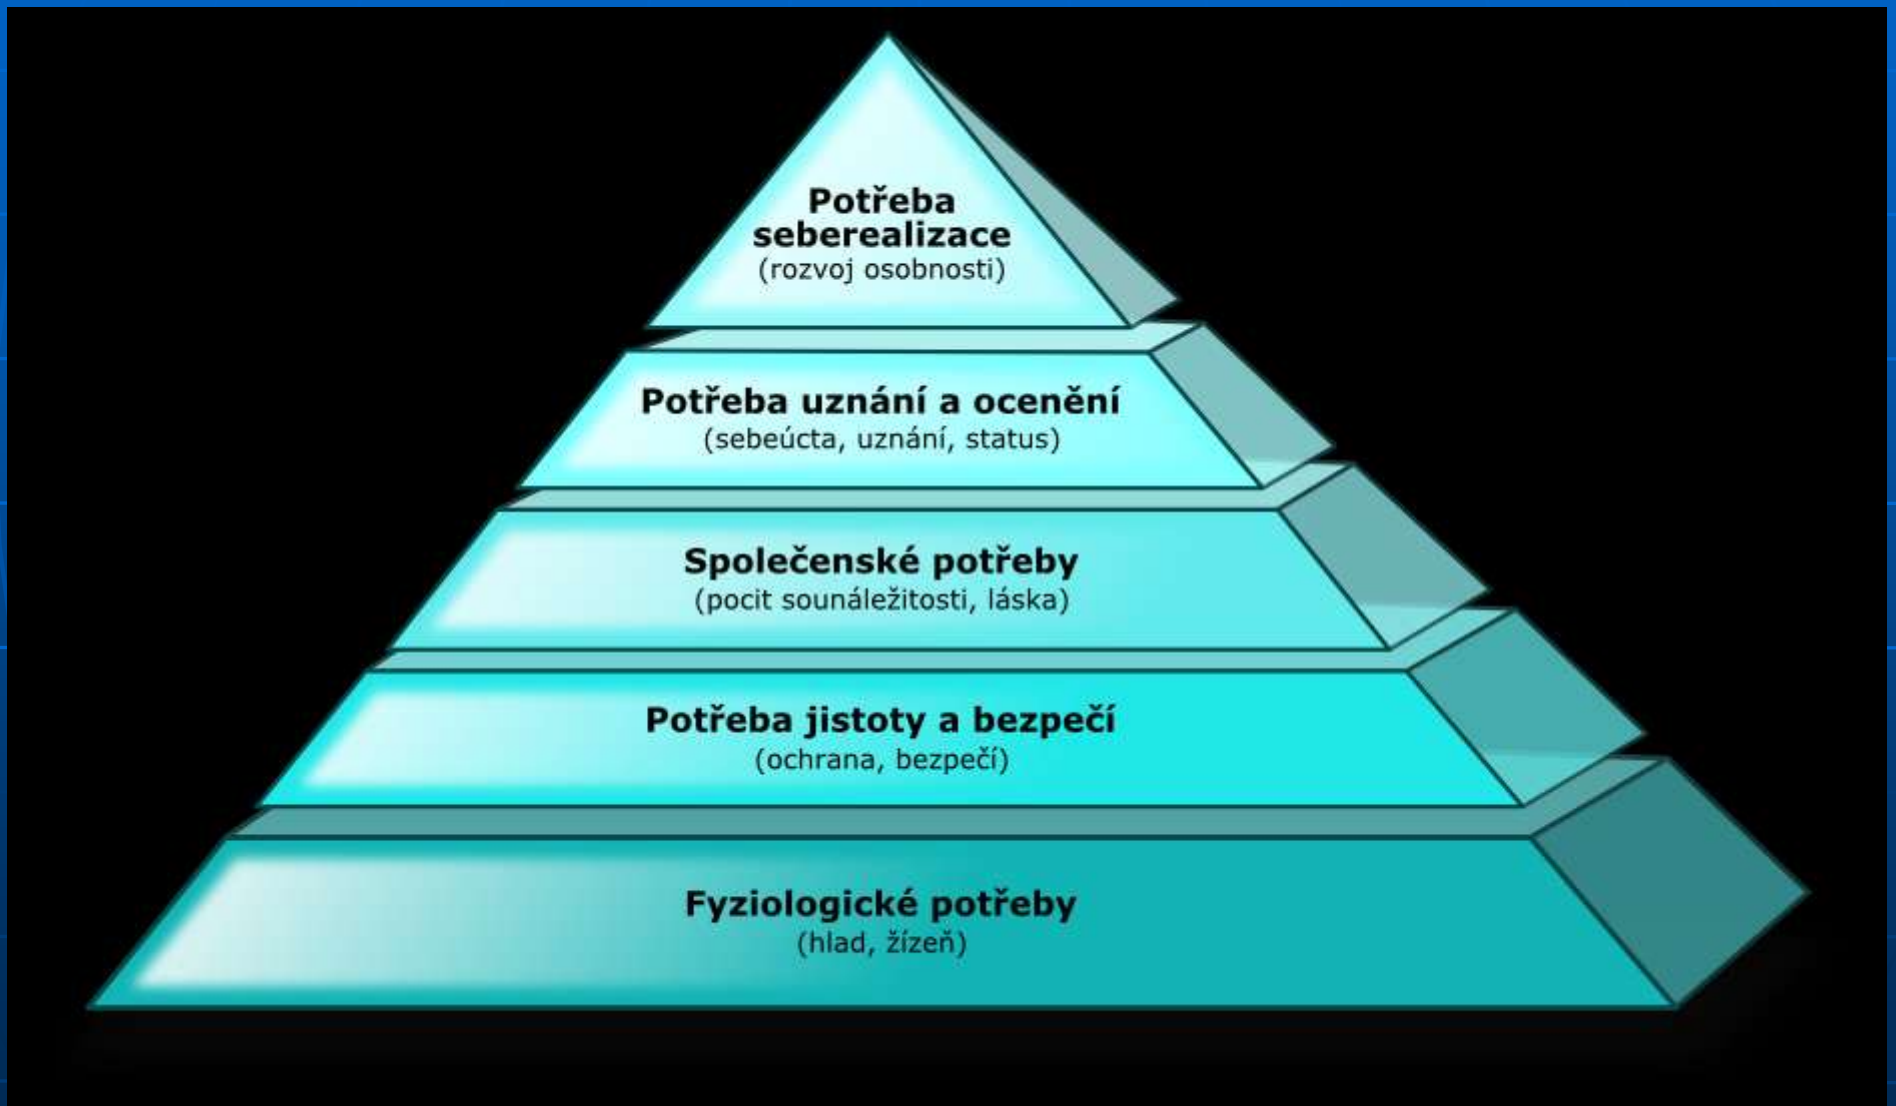 Potřeba
seberealizace
(rozvoj osobnosti)
Potřeba uznání a ocenění
(sebeúcta, uznání, status)
Společenské potřeby
(pocit sounáležitosti, láska)
Potřeba jistoty a bezpečí
(ochrana, bezpečí)
Fyziologické potřeby
(hlad, žízeň)